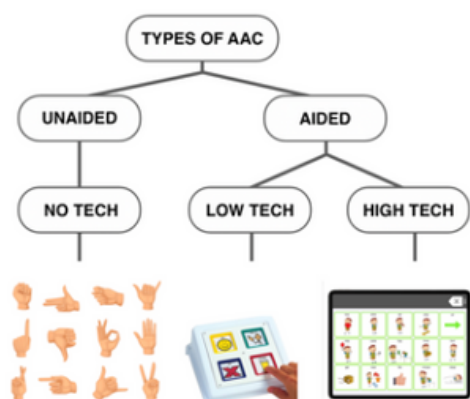 TYPES OF AAC
UNAIDED
AIDED
NO TECH
LOW TECH
HIGH TECH